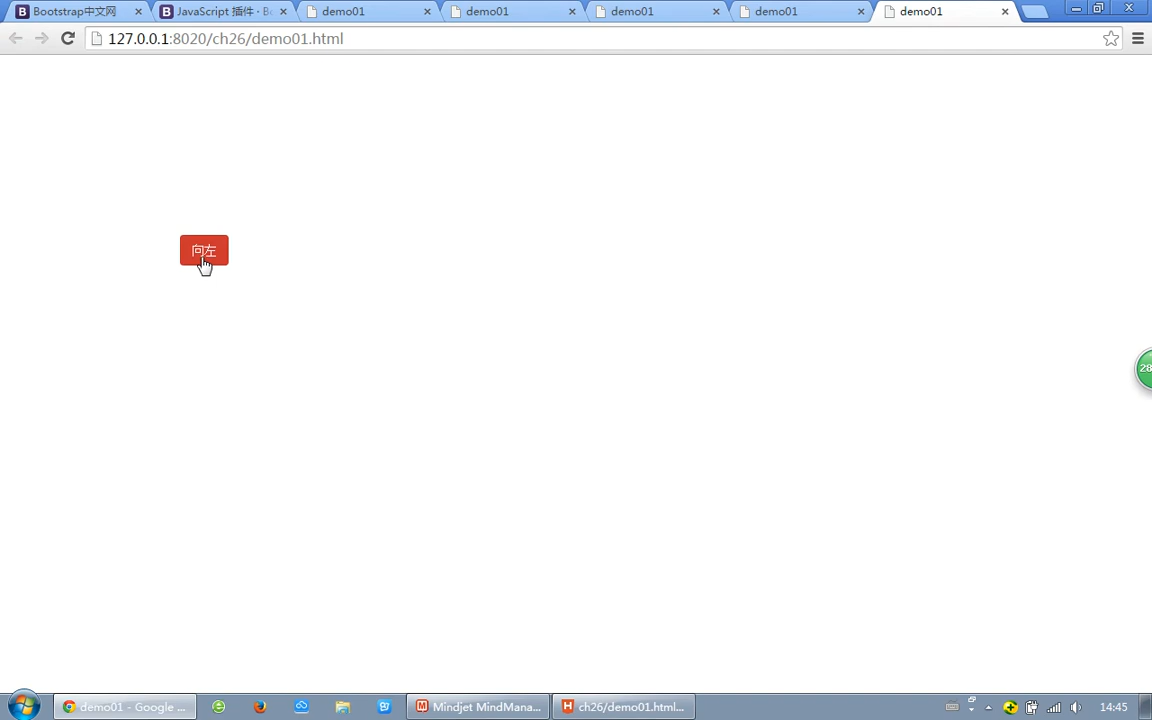 Bootstrap中文网
JavaScript 插件 · Bo
demo01
demo01
demo01
demo01
demo01
127.0.0.1:8020/ch26/demo01.html
向左
28
demo01 - Google ...
Mindjet MindMana...
ch26/demo01.html...
14:45